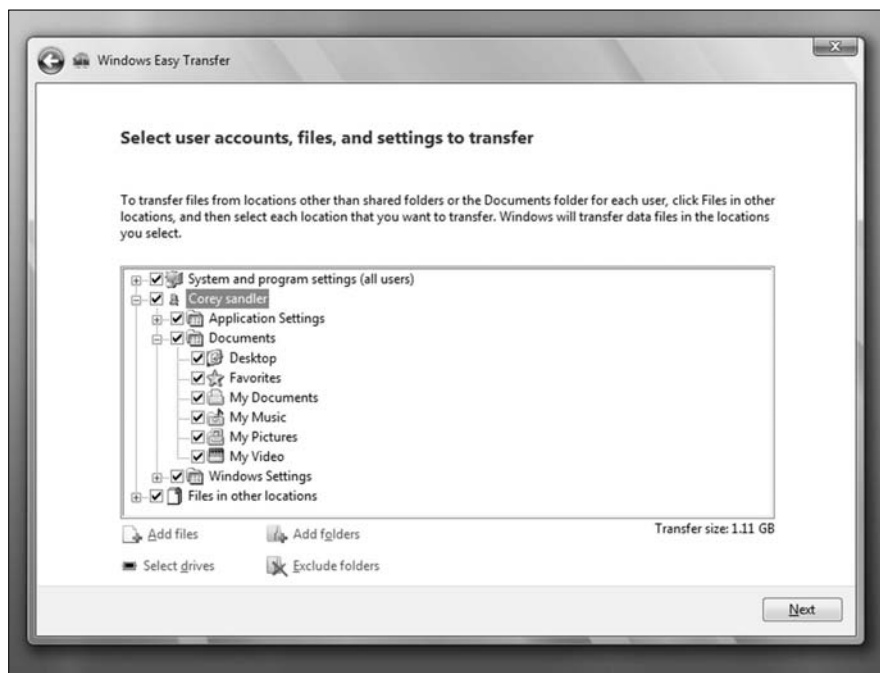 Windows Easy Transfer
Select user accounts, files, and settings to transfer
To transfer files from locations other than shared folders or the Documents folder for each user, click Files in other
locations, and then select each location that you want to transfer. Windows will transfer data files in the locations
you select.
System and program settings (all users)
Corey sandler
Application Settings
Documents
Desktop
Favorites
My Documents
My Music
My Pictures
My Video
Windows Settings
Files in other locations
Add files
Add folders
Transfer size: 1.11 GB
Select drives
Exclude folders
Next